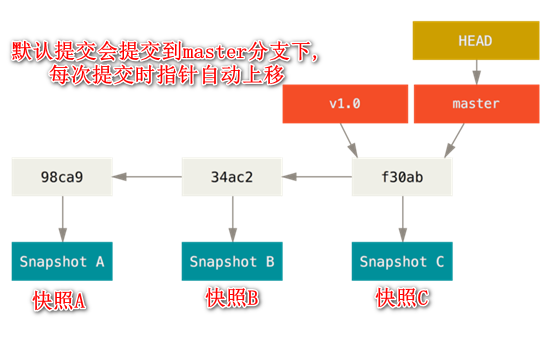 默认提交会提交到master分支下,
每次提交时指针自动上移
HEAD
v1.0
master
98ca9
34ac2
f30ab
Snapshot A
Snapshot B
Snapshot C
快照A
快照B
快照C